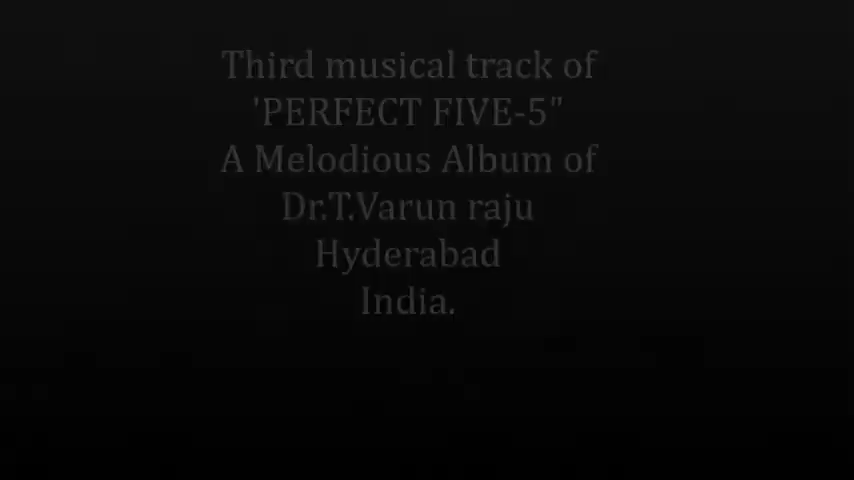 Third musical track of
'PERFECT FIVE-5"
A Melodious Album of
Dr.T.Varun raju
Hyderabad
India.